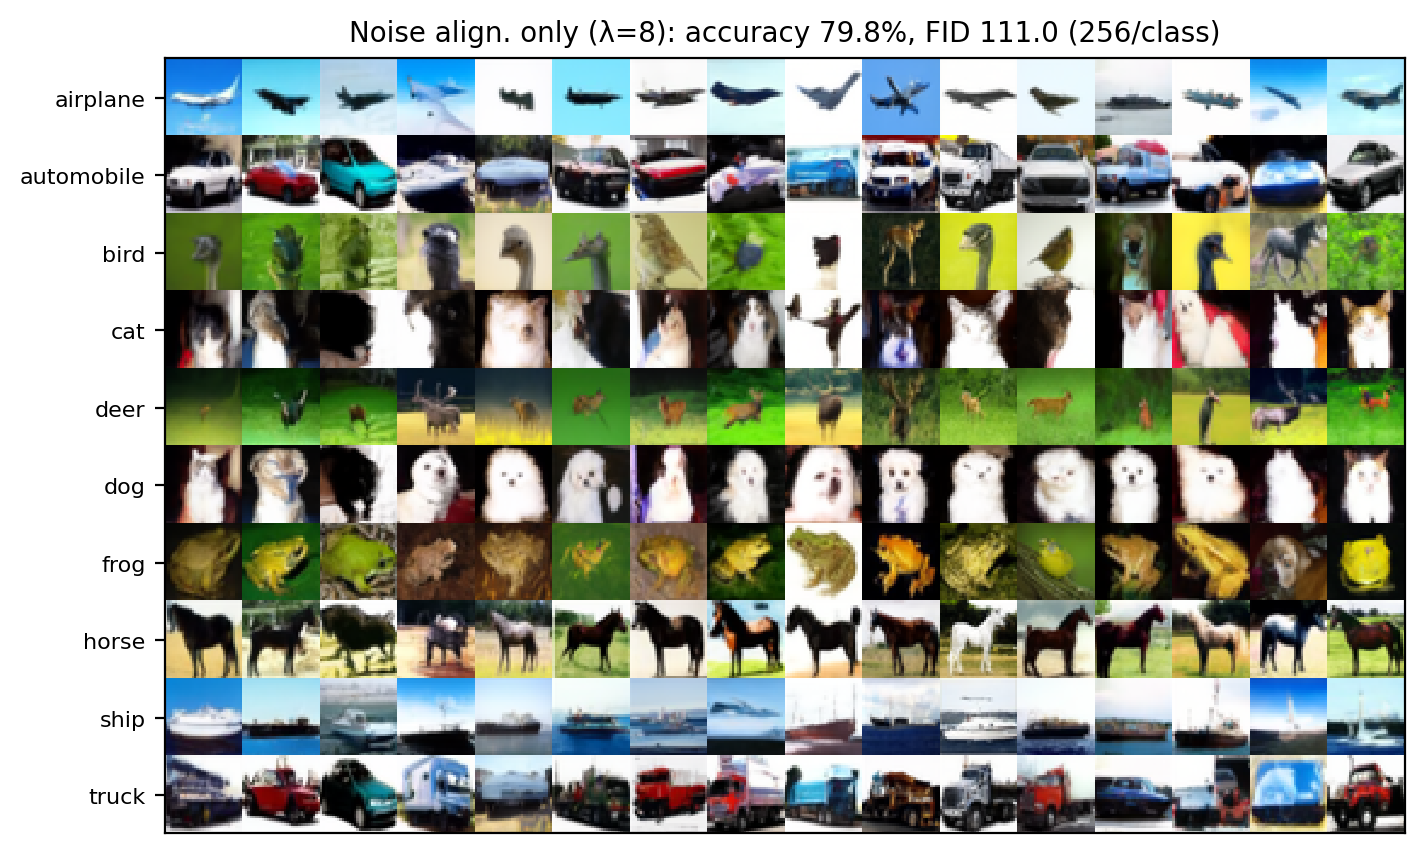 Noise align. only (λ=8): accuracy 79.8%, FID 111.0 (256/class)
airplane
automobile
bird
cat
deer
dog
frog
horse
ship
truck